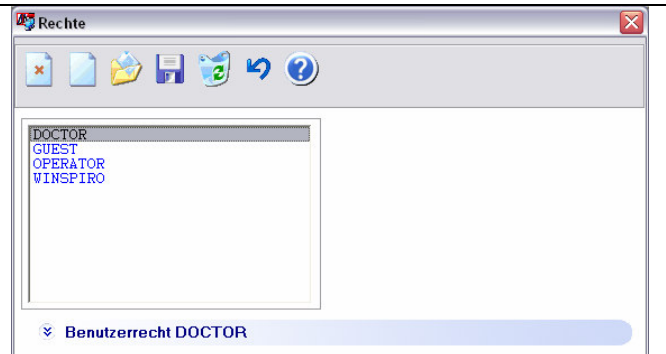 Rechte
DOCTOR
GUEST
OPERATOR
WINSPIRO
Benutzerrecht DOCTOR